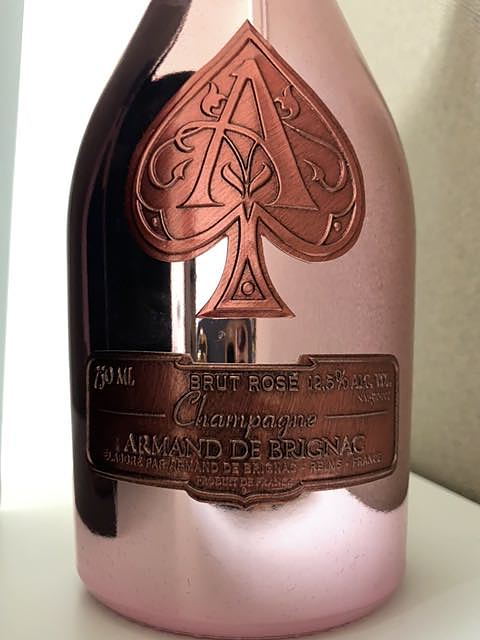 A
750 ML BRUT ROSÉ 12,5% ALC. VOL.
Champagne
ARMAND DE BRIGNAC
ÉLABORÉ PAR ARMAND DE BRIGNAC - REIMS - FRANCE
PRODUIT DE FRANCE